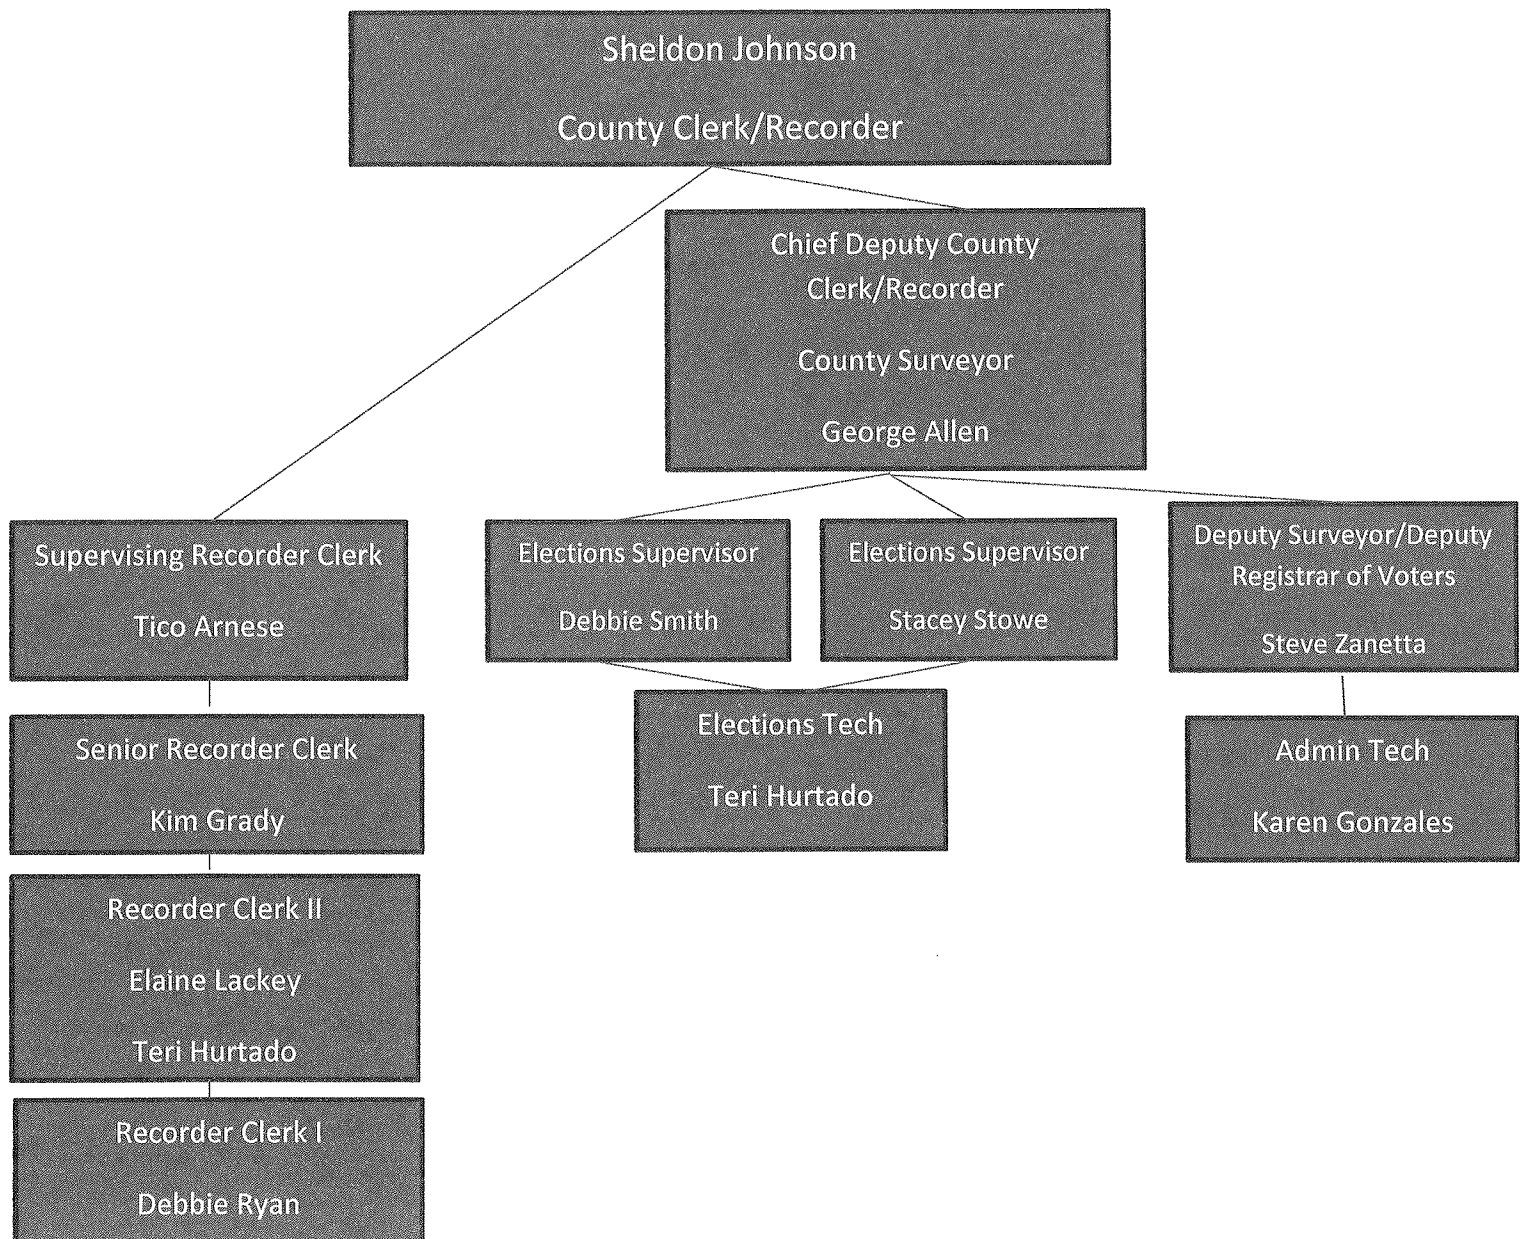 Sheldon Johnson
County Clerk/Recorder
Chief Deputy County
Clerk/Recorder
County Surveyor
George Allen
Supervising Recorder Clerk
Tico Arnese
Elections Supervisor
Debbie Smith
Elections Supervisor
Stacey Stowe
Deputy Surveyor/Deputy
Registrar of Voters
Steve Zanetta
Senior Recorder Clerk
Kim Grady
Elections Tech
Teri Hurtado
Admin Tech
Karen Gonzales
Recorder Clerk II
Elaine Lackey
Teri Hurtado
Recorder Clerk I
Debbie Ryan